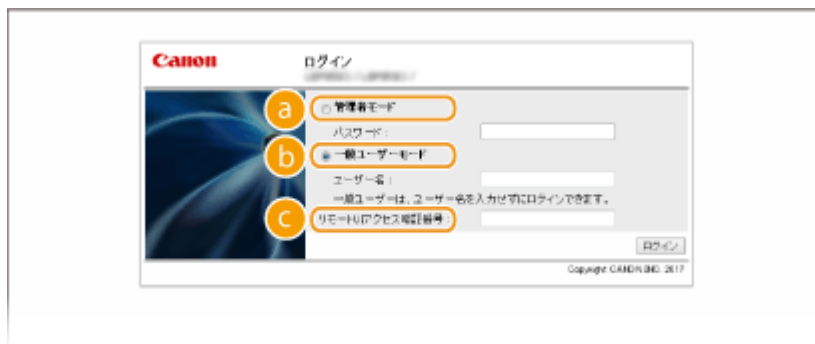 Canon
ログイン
a
管理者モード
パスワード:
b
一般ユーザーモード
ユーザー名:
一般ユーザーは、ユーザー名を入力せずにログインできます。
c
リモートUIアクセス暗証番号:
ログイン
Copyright CANON INC. 2017